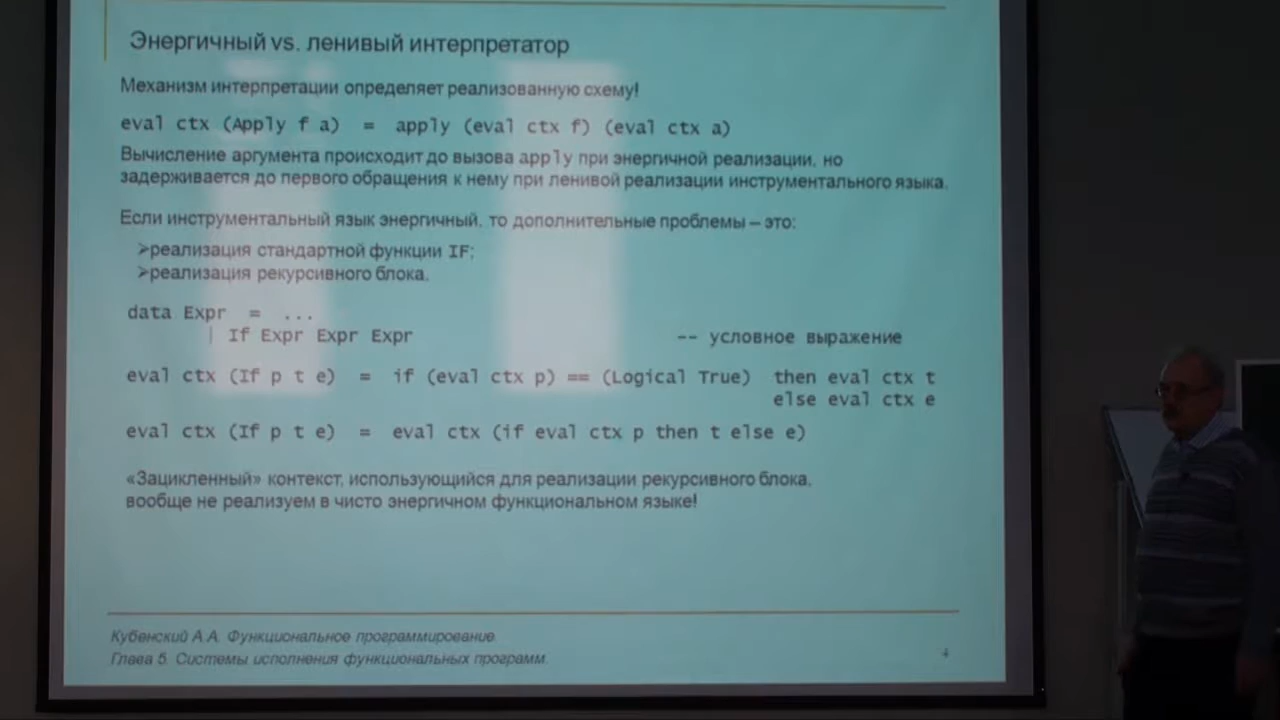 Энергичный vs. ленивый интерпретатор
Механизм интерпретации определяет реализованную схему!
eval ctx (Apply f a) = apply (eval ctx f) (eval ctx a)
Вычисление аргумента происходит до вызова apply при энергичной реализации, но
задерживается до первого обращения к нему при ленивой реализации инструментального языка.
Если инструментальный язык энергичный, то дополнительные проблемы – это:
➢реализация стандартной функции IF;
➢реализация рекурсивного блока.
data Expr = ...
| If Expr Expr Expr -- условное выражение
eval ctx (If p t e) = if (eval ctx p) == (Logical True) then eval ctx t
else eval ctx e
eval ctx (If p t e) = eval ctx (if eval ctx p then t else e)
«Зацикленный» контекст, использующийся для реализации рекурсивного блока,
вообще не реализуем в чисто энергичном функциональном языке!
Кубенский А.А. Функциональное программирование
Глава 5. Системы исполнения функциональных программ.
4